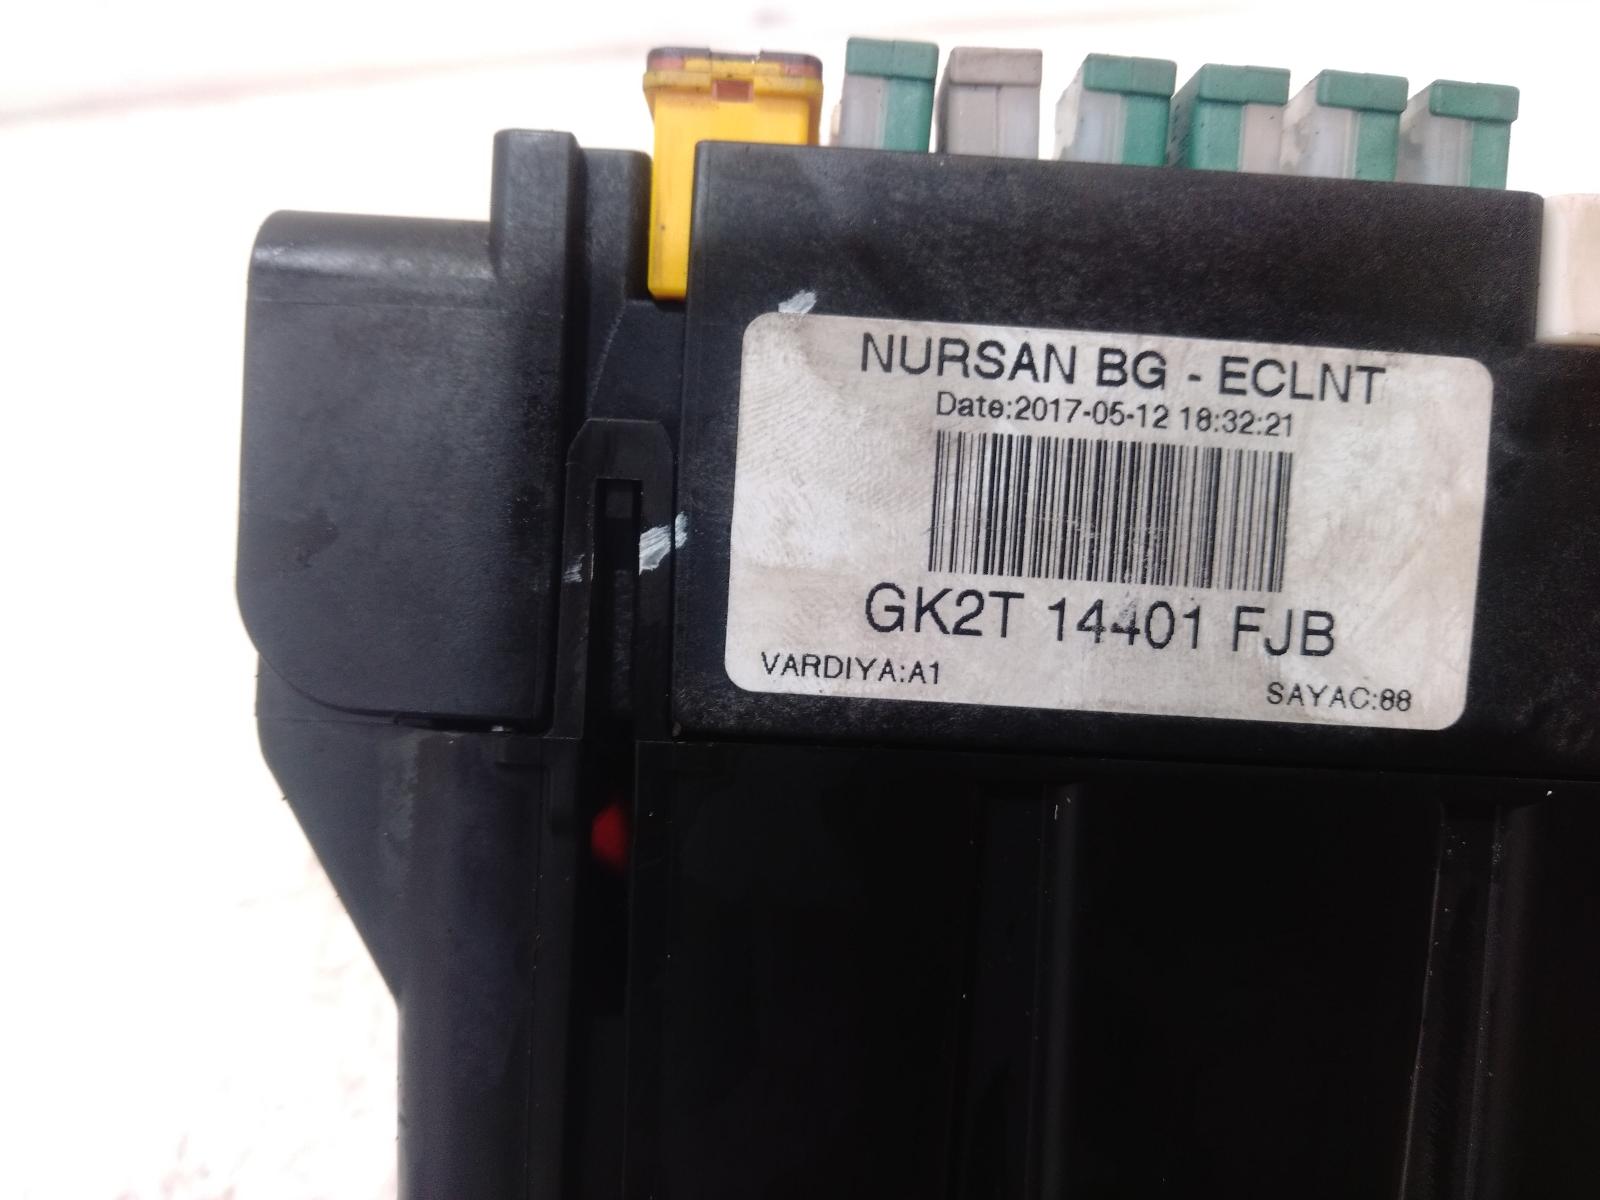 NURSAN BG - ECLNT
Date:2017-05-12 18:32:21
GK2T 14401 FJB
VARDIYA:A1
SAYAC:88